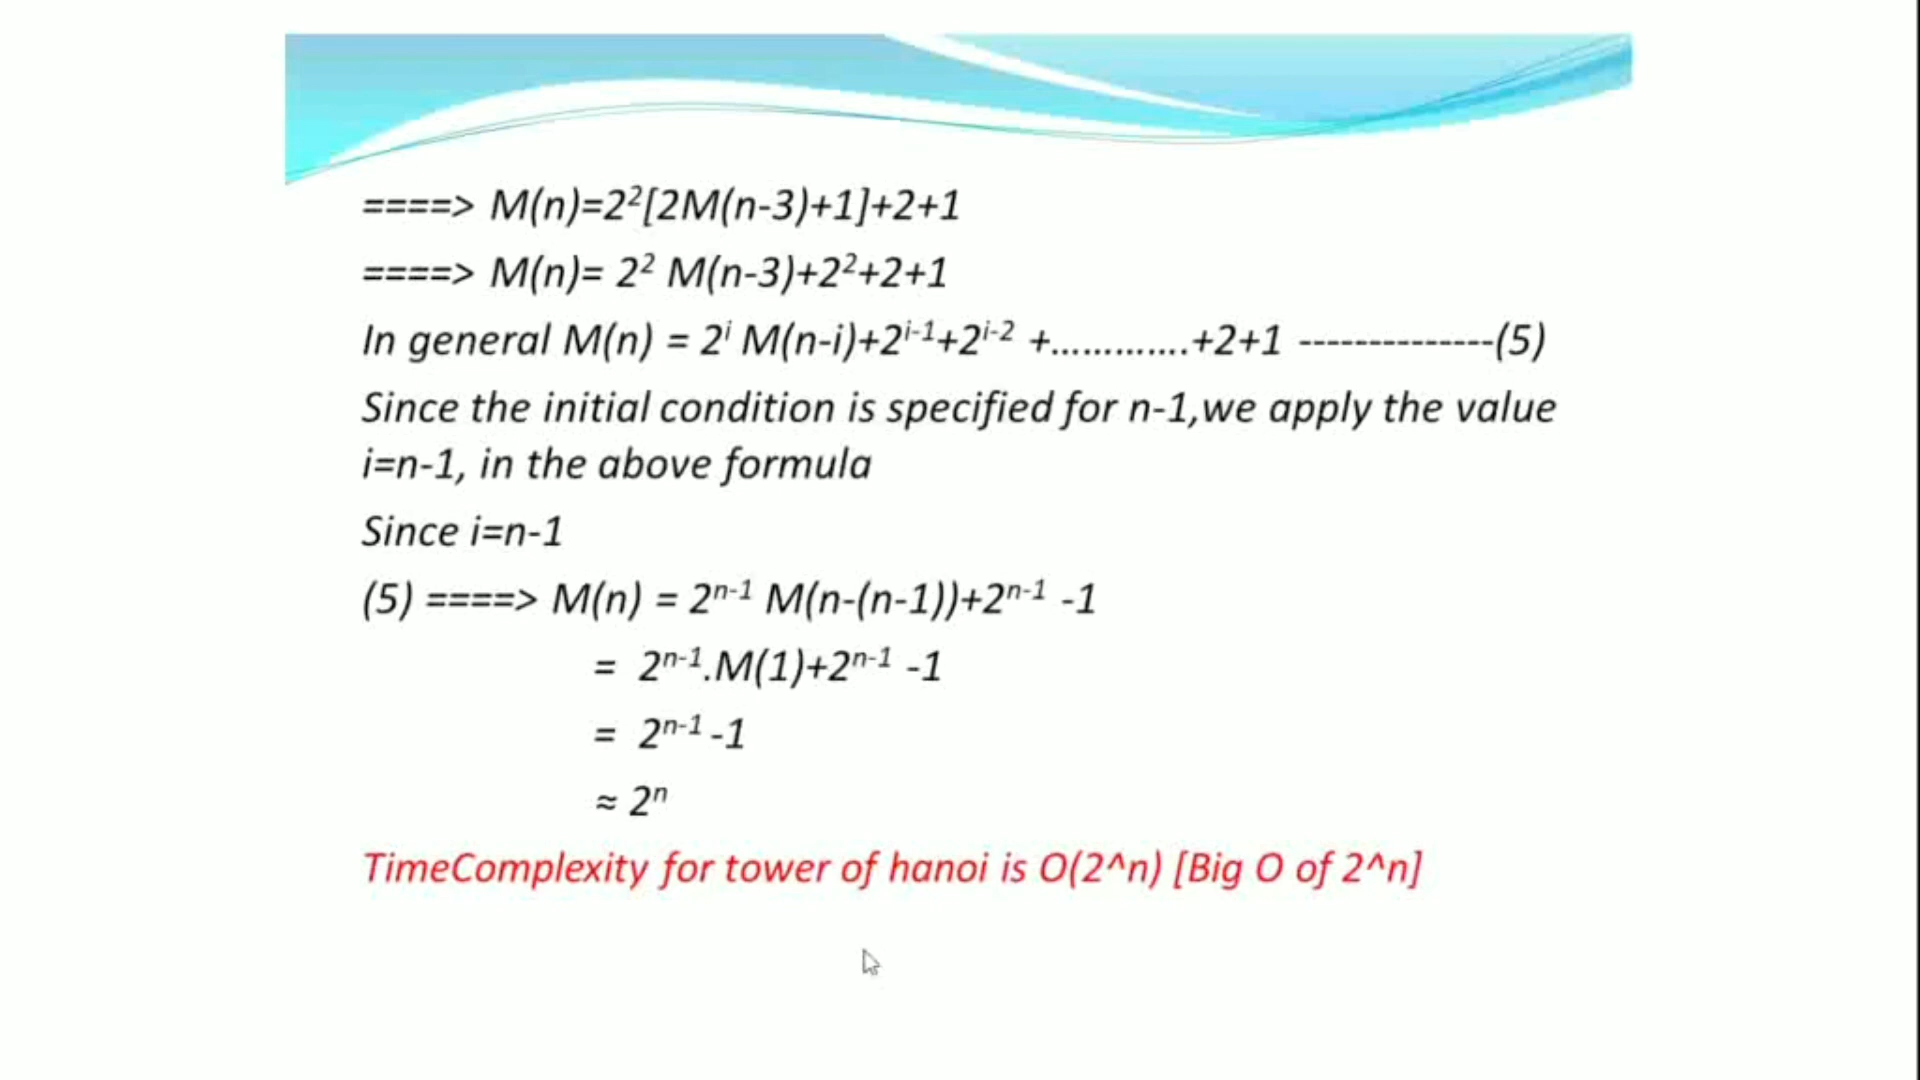 ====> M(n)=2²[2M(n-3)+1]+2+1
====> M(n)= 2² M(n-3)+2²+2+1
In general M(n) = 2ⁱ M(n-i)+2ⁱ⁻¹+2ⁱ⁻² +.............+2+1 --------------(5)
Since the initial condition is specified for n-1,we apply the value
i=n-1, in the above formula
Since i=n-1
(5) ====> M(n) = 2ⁿ⁻¹ M(n-(n-1))+2ⁿ⁻¹ -1
= 2ⁿ⁻¹.M(1)+2ⁿ⁻¹ -1
= 2ⁿ⁻¹ -1
≈ 2ⁿ
TimeComplexity for tower of hanoi is O(2^n) [Big O of 2^n]